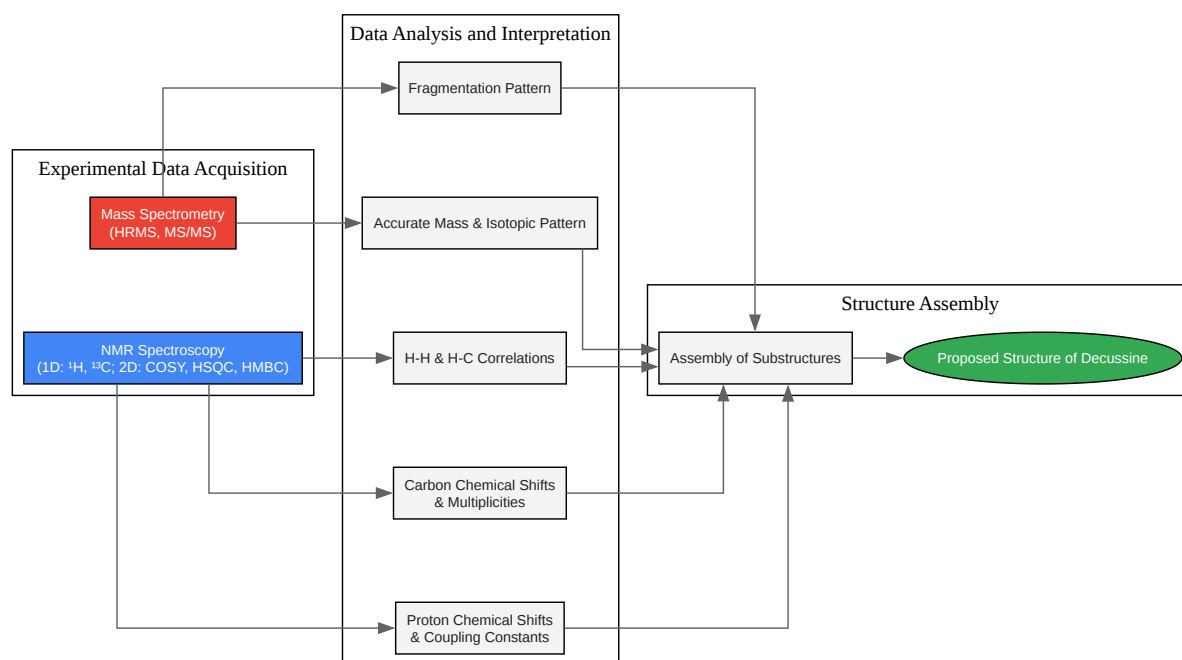 Data Analysis and Interpretation
Fragmentation Pattern
Experimental Data Acquisition
Mass Spectrometry
(HRMS, MS/MS)
Accurate Mass & Isotopic Pattern
Structure Assembly
NMR Spectroscopy
(1D: ¹H, ¹³C; 2D: COSY, HSQC, HMBC)
H-H & H-C Correlations
Assembly of Substructures
Proposed Structure of Decussine
Carbon Chemical Shifts
& Multiplicities
Proton Chemical Shifts
& Coupling Constants